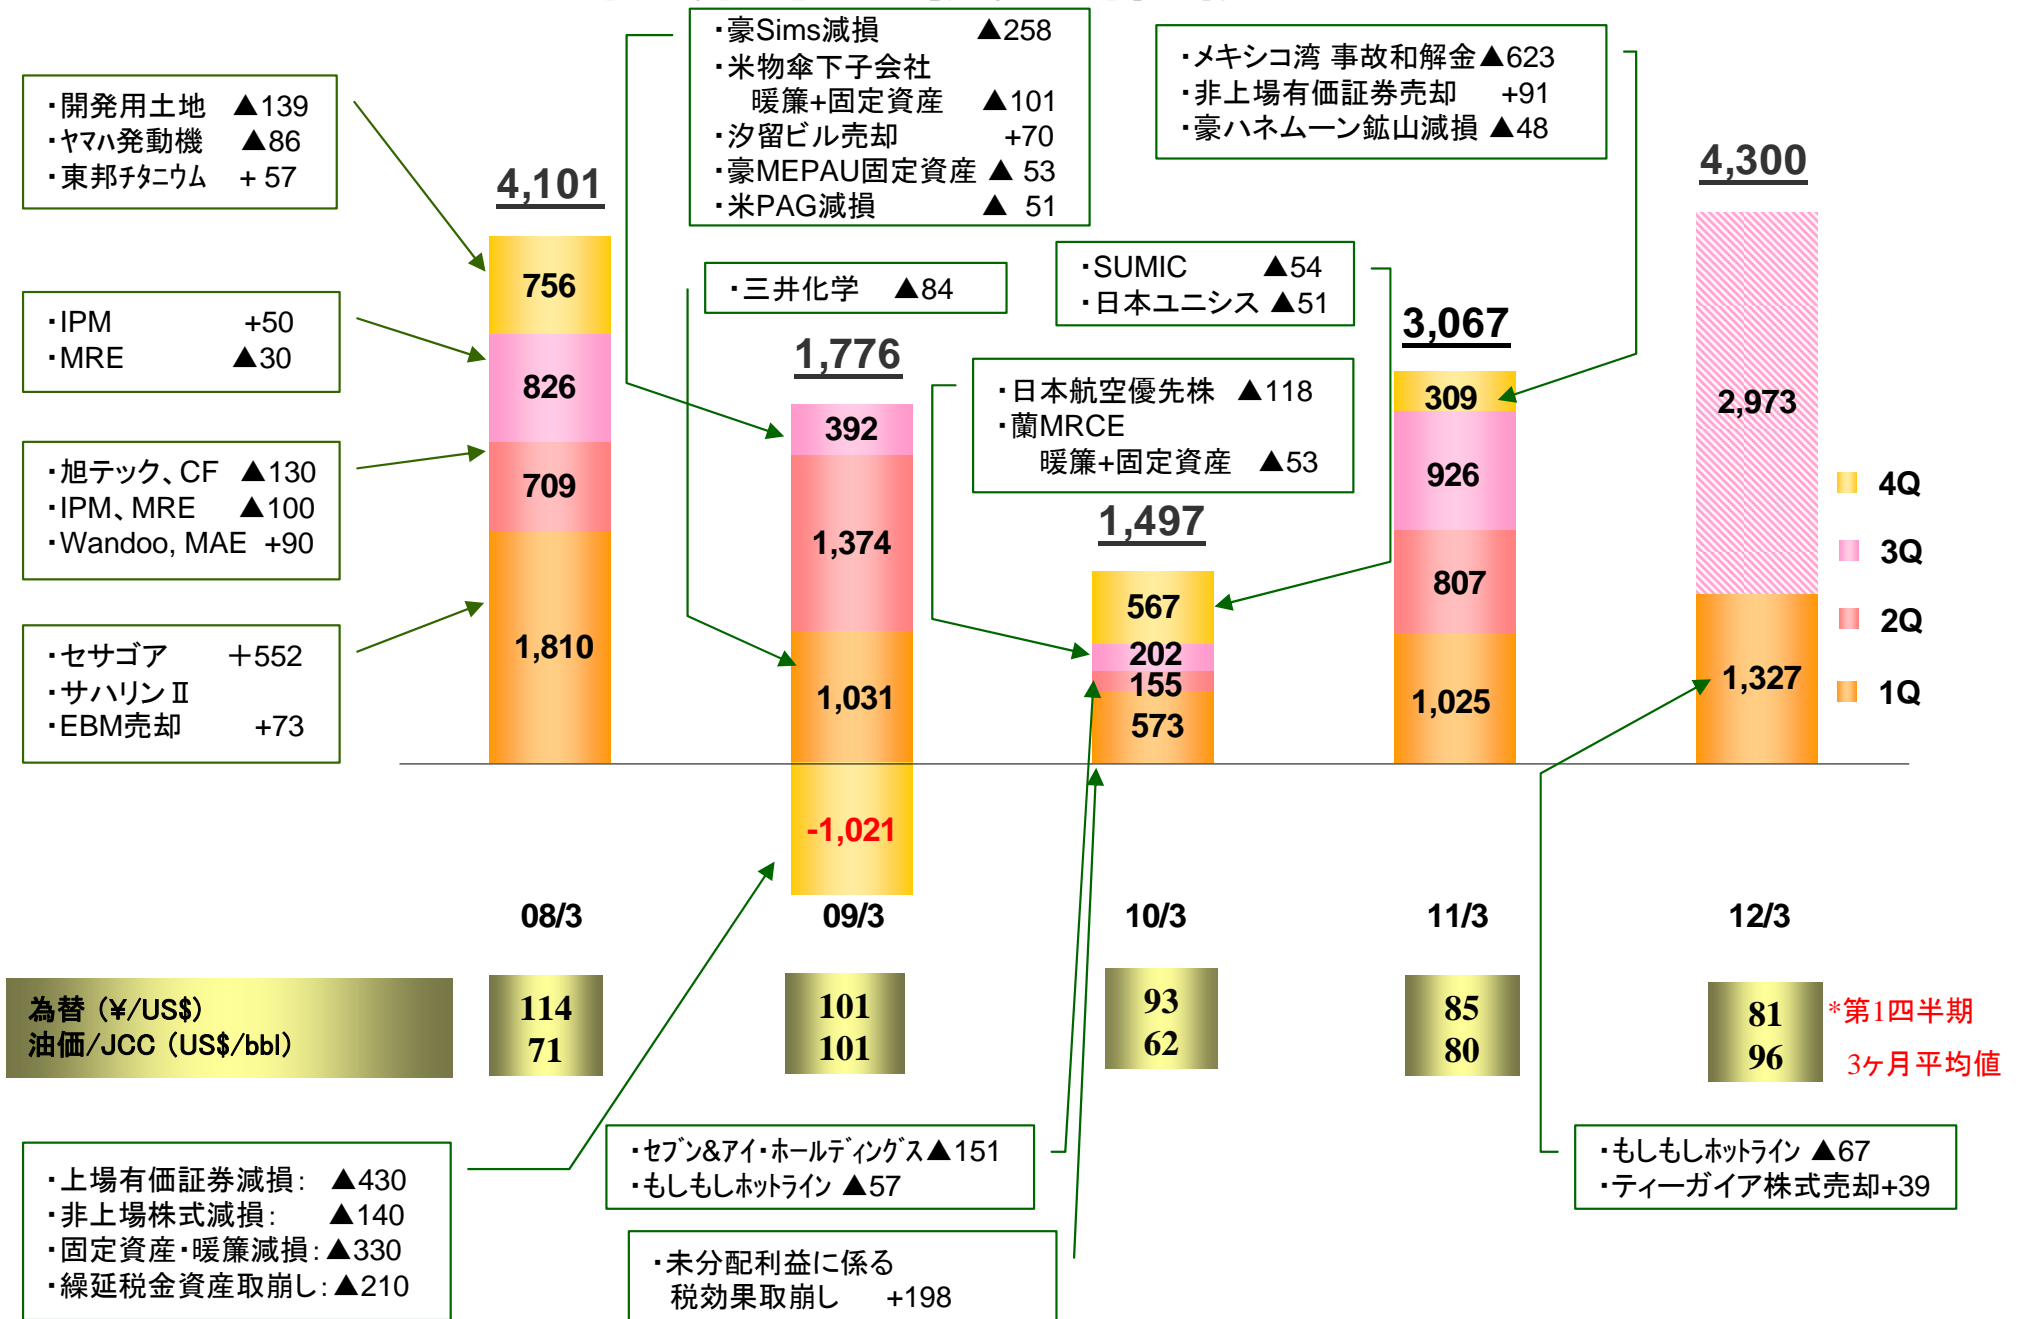 ・開発用土地 ▲139
・ヤマハ発動機 ▲86
・東邦チタニウム + 57
・IPM +50
・MRE ▲30
・旭テック、CF ▲130
・IPM、MRE ▲100
・Wandoo, MAE +90
・セサゴア ＋552
・サハリンⅡ
・EBM売却 +73
・豪Sims減損 ▲258
・米物傘下子会社
暖簾+固定資産 ▲101
・汐留ビル売却 +70
・豪MEPAU固定資産 ▲ 53
・米PAG減損 ▲ 51
・メキシコ湾 事故和解金▲623
・非上場有価証券売却 +91
・豪ハネムーン鉱山減損 ▲48
・三井化学 ▲84
・SUMIC ▲54
・日本ユニシス ▲51
・日本航空優先株 ▲118
・蘭MRCE
暖簾+固定資産 ▲53
4,101
756
826
709
1,810
1,776
392
1,374
1,031
-1,021
1,497
567
202
155
573
3,067
309
926
807
1,025
4,300
2,973
1,327
4Q
3Q
2Q
1Q
08/3
09/3
10/3
11/3
12/3
為替 (¥/US$)
油価/JCC (US$/bbl)
114
71
101
101
93
62
85
80
81
96
*第1四半期
3ヶ月平均値
・上場有価証券減損: ▲430
・非上場株式減損: ▲140
・固定資産・暖簾減損:▲330
・繰延税金資産取崩し:▲210
・セブン&アイ・ホールディングス▲151
・もしもしホットライン ▲57
・未分配利益に係る
税効果取崩し +198
・もしもしホットライン ▲67
・ティーガイア株式売却+39